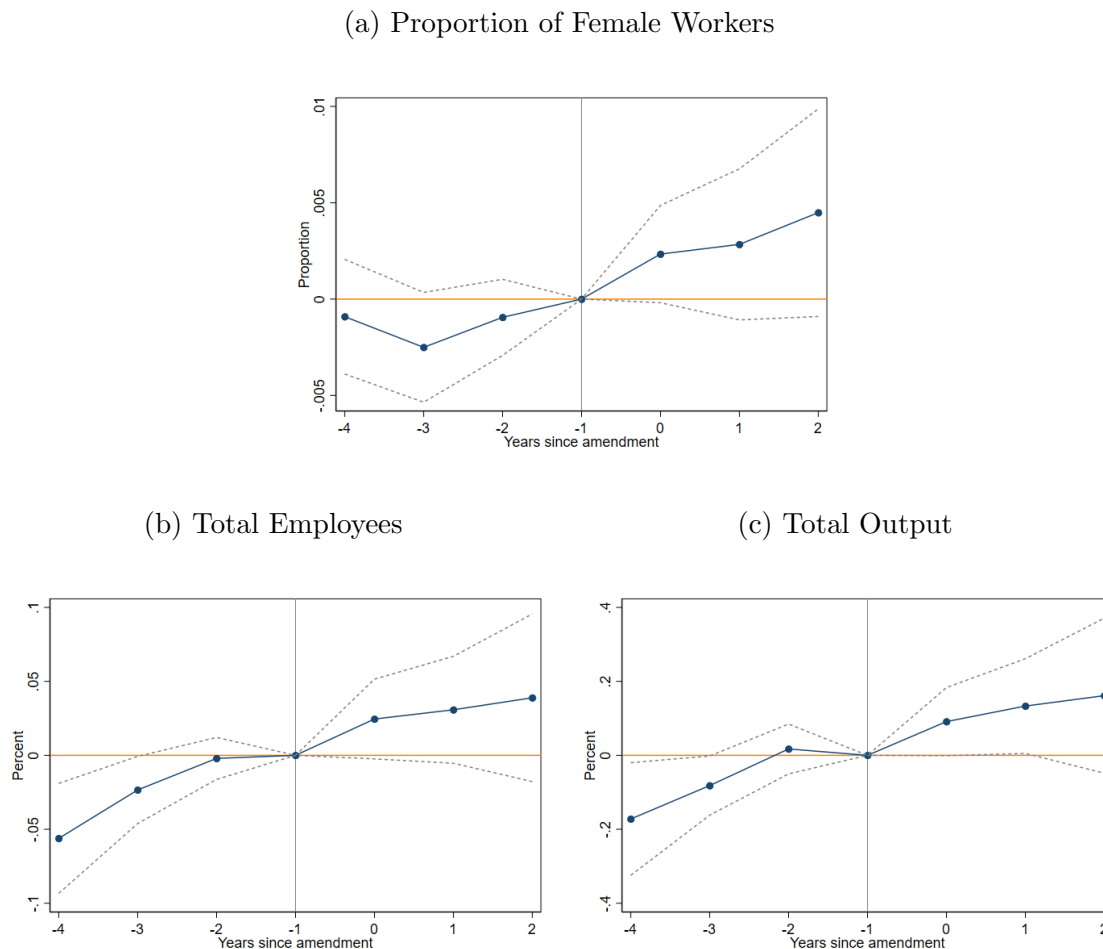 (a) Proportion of Female Workers
.01
.005
0
-.005
Proportion
-4 -3 -2 -1 0 1 2
Years since amendment
(b) Total Employees
.1
.05
0
-.05
-.1
Percent
-4 -3 -2 -1 0 1 2
Years since amendment
(c) Total Output
.4
.2
0
-.2
-.4
Percent
-4 -3 -2 -1 0 1 2
Years since amendment